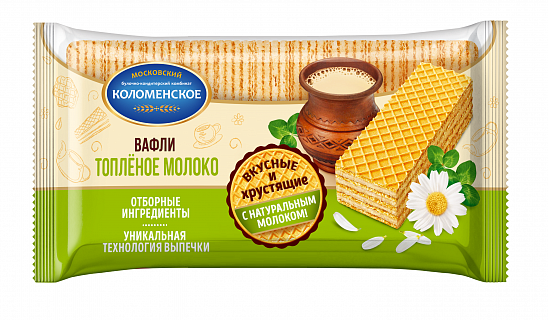 МОСКОВСКИЙ
булочно-кондитерский комбинат
КОЛОМЕНСКОЕ
ВАФЛИ
ТОПЛЁНОЕ МОЛОКО
ВКУСНЫЕ
и
хрустящие
С НАТУРАЛЬНЫМ
МОЛОКОМ!
ОТБОРНЫЕ
ИНГРЕДИЕНТЫ
УНИКАЛЬНАЯ
ТЕХНОЛОГИЯ ВЫПЕЧКИ